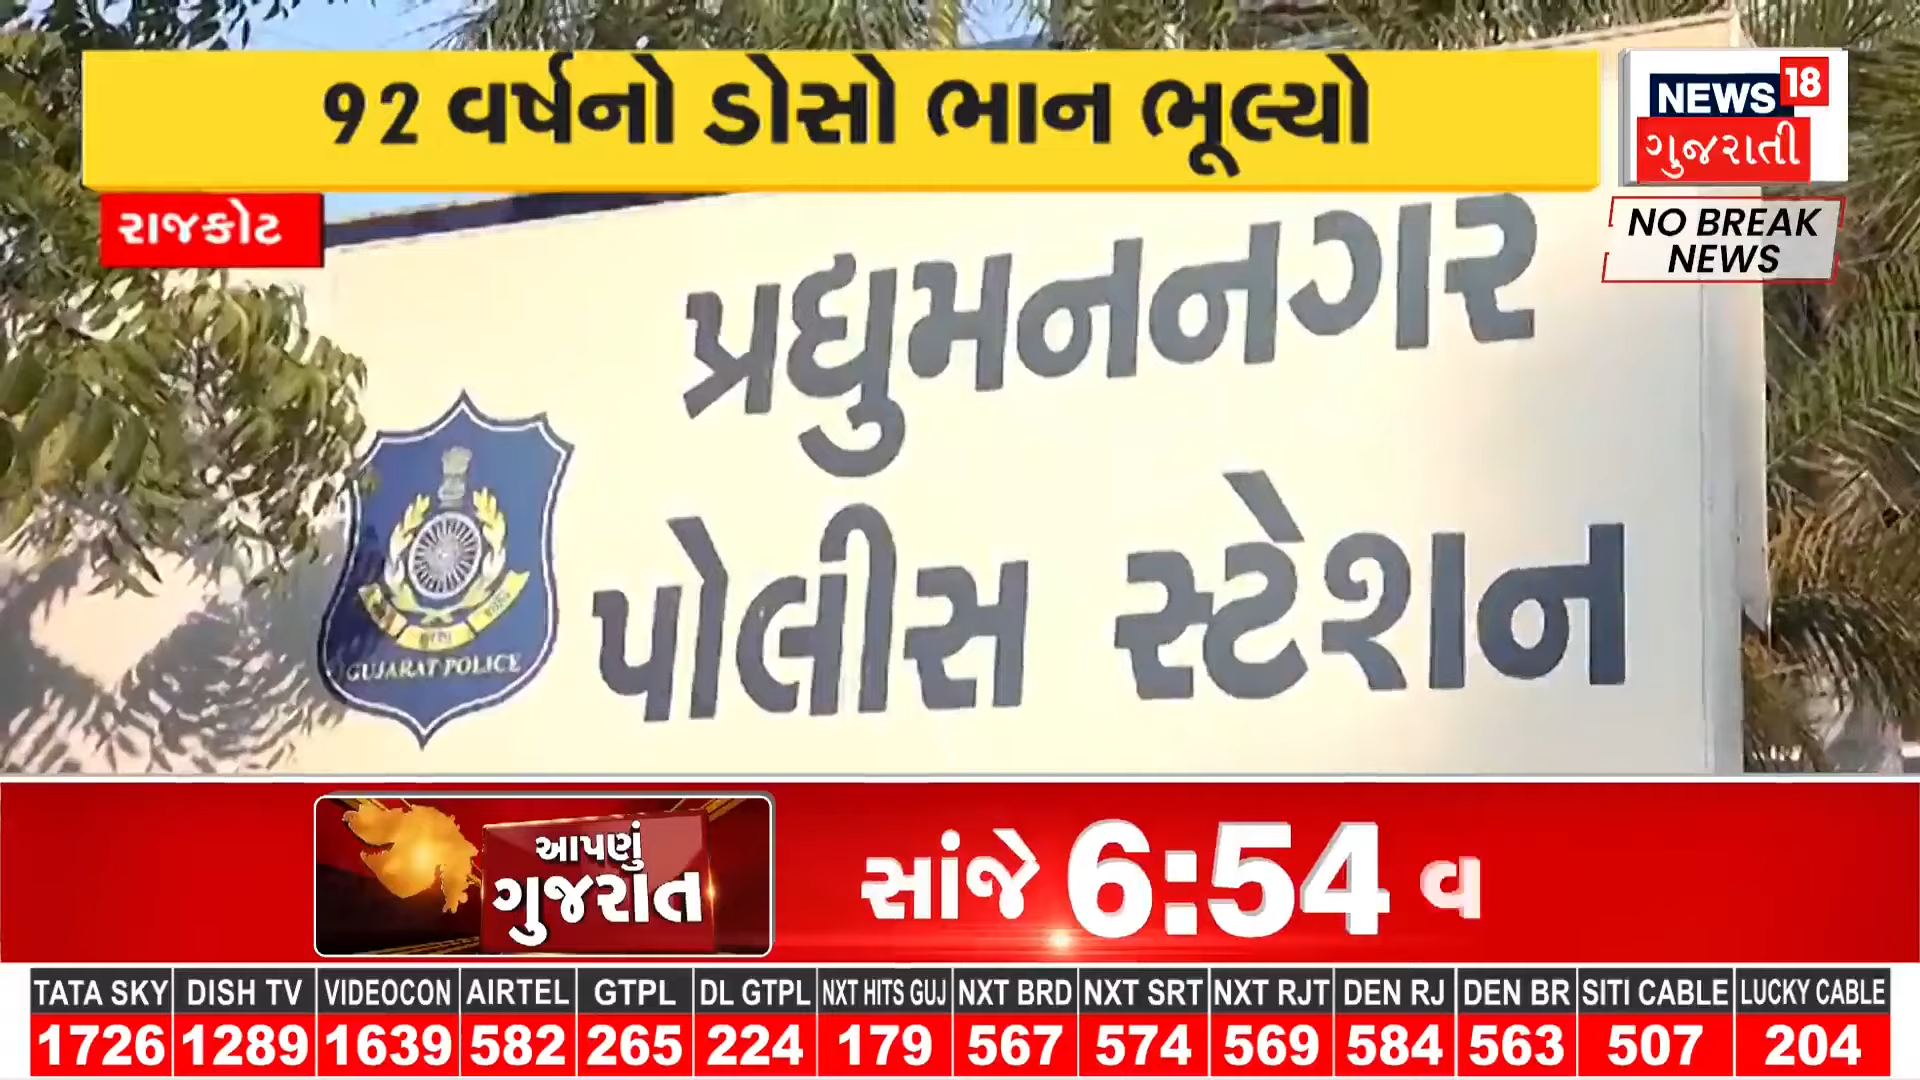 92 વર્ષનો ડોસો ભાન ભૂલ્યો
NEWS 18
ગુજરાતી
રાજકોટ
NO BREAK
NEWS
પ્રદ્યુમનનગર
પોલીસ સ્ટેશન
GUJARAT POLICE
આપણું
ગુજરાત
સાંજે 6:54 વ
TATA SKY DISH TV VIDEOCON AIRTEL GTPL DL GTPL NXT HITS GUJ NXT BRD NXT SRT NXT RJT DEN RJ DEN BR SITI CABLE LUCKY CABLE
1726 1289 1639 582 265 224 179 567 574 569 584 563 507 204